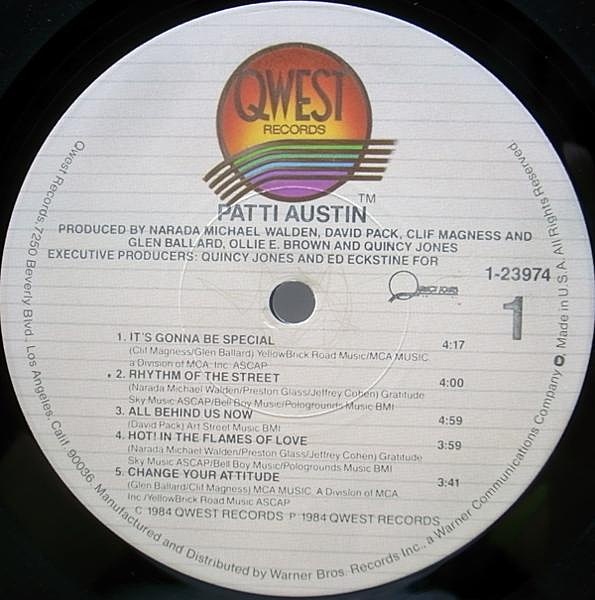 QWEST
RECORDS
TM
PATTI AUSTIN
PRODUCED BY NARADA MICHAEL WALDEN, DAVID PACK, CLIF MAGNESS AND
GLEN BALLARD, OLLIE E. BROWN AND QUINCY JONES
EXECUTIVE PRODUCERS: QUINCY JONES AND ED ECKSTINE FOR
1-23974
1
1. IT'S GONNA BE SPECIAL 4:17
(Clif Magness/Glen Ballard) YellowBrick Road Music/MCA MUSIC,
a Division of MCA, Inc. ASCAP
2. RHYTHM OF THE STREET 4:00
(Narada Michael Walden/Preston Glass/Jeffrey Cohen) Gratitude
Sky Music ASCAP/Bell Boy Music/Pologrounds Music BMI
3. ALL BEHIND US NOW 4:59
(David Pack) Art Street Music BMI
4. HOT! IN THE FLAMES OF LOVE 3:59
(Narada Michael Walden/Preston Glass/Jeffrey Cohen) Gratitude
Sky Music ASCAP/Bell Boy Music/Pologrounds Music BMI
5. CHANGE YOUR ATTITUDE 3:41
(Glen Ballard/Clif Magness) MCA MUSIC, A Division of MCA
Inc./YellowBrick Road Music ASCAP
C 1984 QWEST RECORDS P 1984 QWEST RECORDS
Qwest Records, 7250 Beverly Blvd., Los Angeles, Calif. 90036. Manufactured and Distributed by Warner Bros. Records Inc., a Warner Communications Company Made in U.S.A. All Rights Reserved.